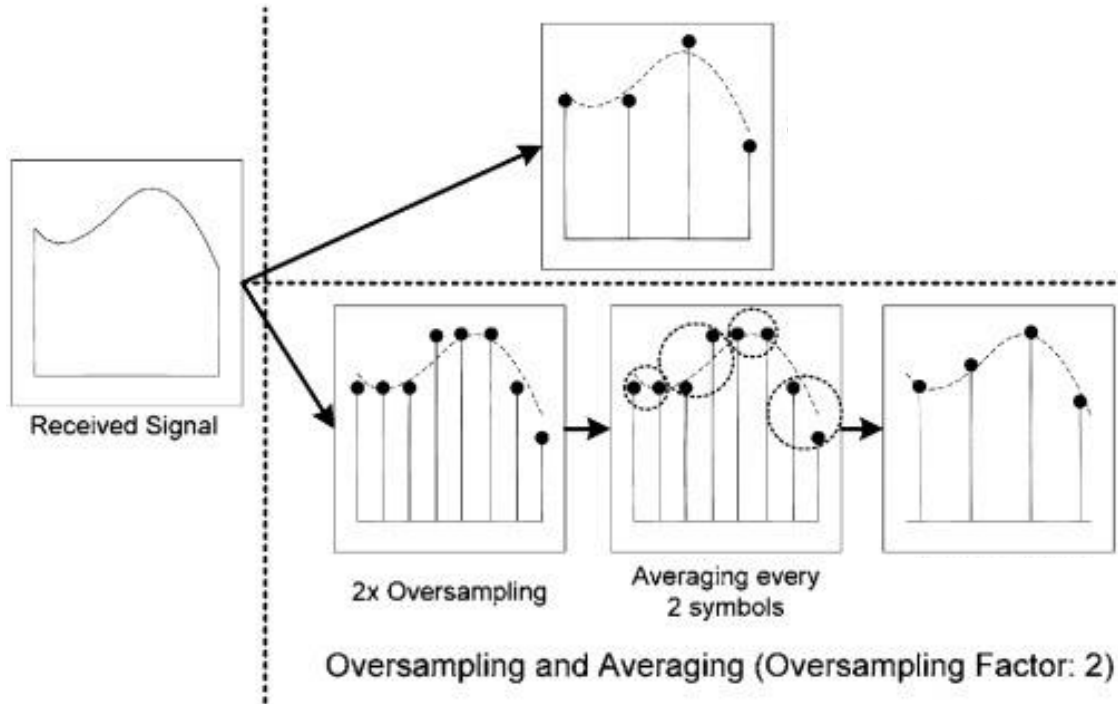 Received Signal
2x Oversampling
Averaging every
2 symbols
Oversampling and Averaging (Oversampling Factor: 2)